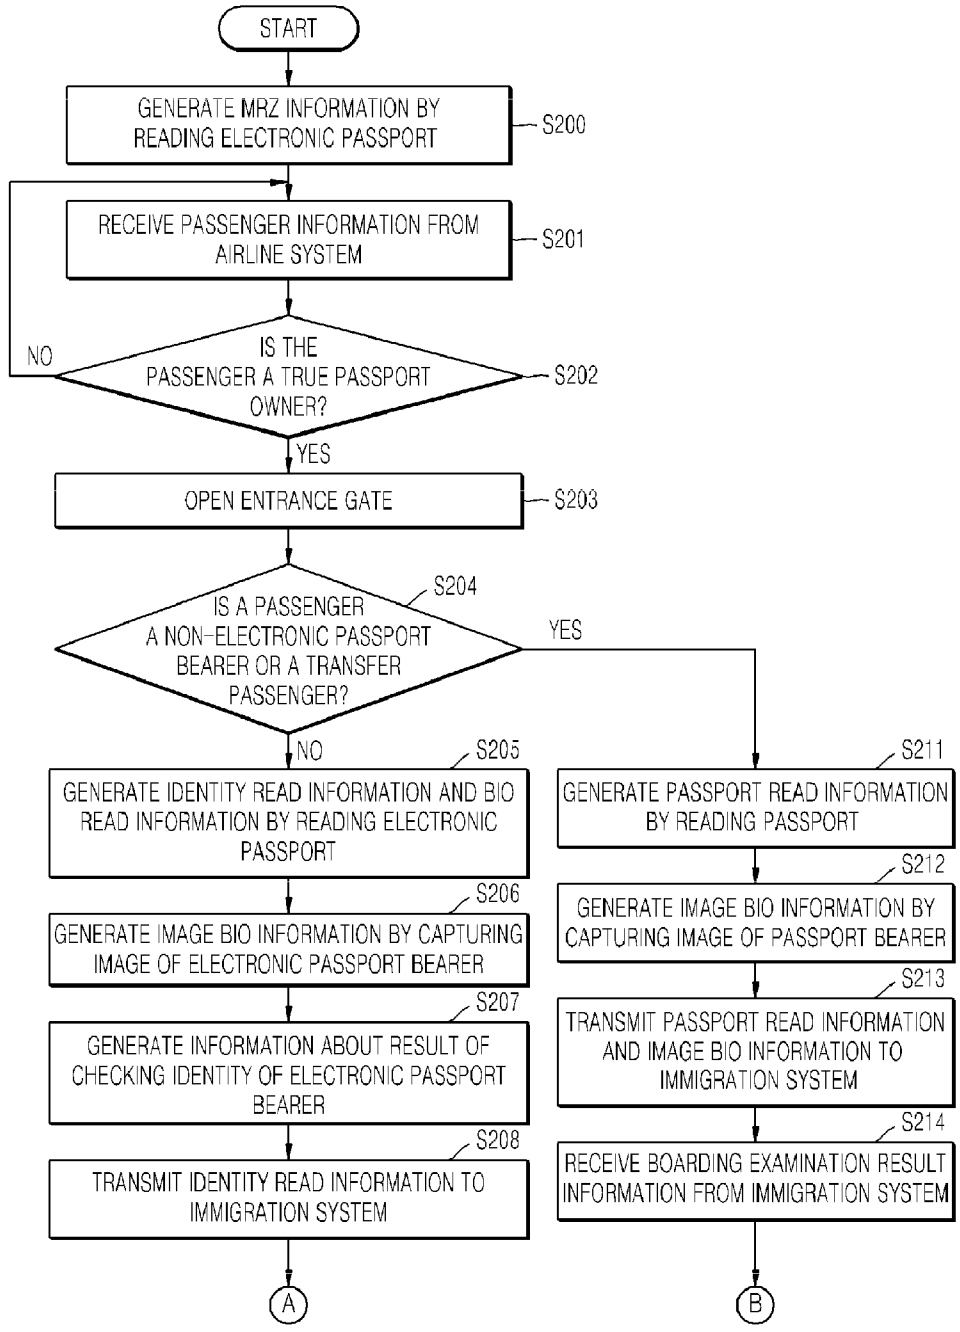 START
GENERATE MRZ INFORMATION BY
READING ELECTRONIC PASSPORT
S200
RECEIVE PASSENGER INFORMATION FROM
AIRLINE SYSTEM
S201
IS THE
PASSENGER A TRUE PASSPORT
OWNER?
S202
NO
YES
OPEN ENTRANCE GATE
S203
S204
IS A PASSENGER
A NON-ELECTRONIC PASSPORT
BEARER OR A TRANSFER
PASSENGER?
YES
NO
S205
GENERATE IDENTITY READ INFORMATION AND BIO
READ INFORMATION BY READING ELECTRONIC
PASSPORT
S206
GENERATE IMAGE BIO INFORMATION BY CAPTURING
IMAGE OF ELECTRONIC PASSPORT BEARER
S207
GENERATE INFORMATION ABOUT RESULT OF
CHECKING IDENTITY OF ELECTRONIC PASSPORT
BEARER
S208
TRANSMIT IDENTITY READ INFORMATION TO
IMMIGRATION SYSTEM
A
S211
GENERATE PASSPORT READ INFORMATION
BY READING PASSPORT
S212
GENERATE IMAGE BIO INFORMATION BY
CAPTURING IMAGE OF PASSPORT BEARER
S213
TRANSMIT PASSPORT READ INFORMATION
AND IMAGE BIO INFORMATION TO
IMMIGRATION SYSTEM
S214
RECEIVE BOARDING EXAMINATION RESULT
INFORMATION FROM IMMIGRATION SYSTEM
B